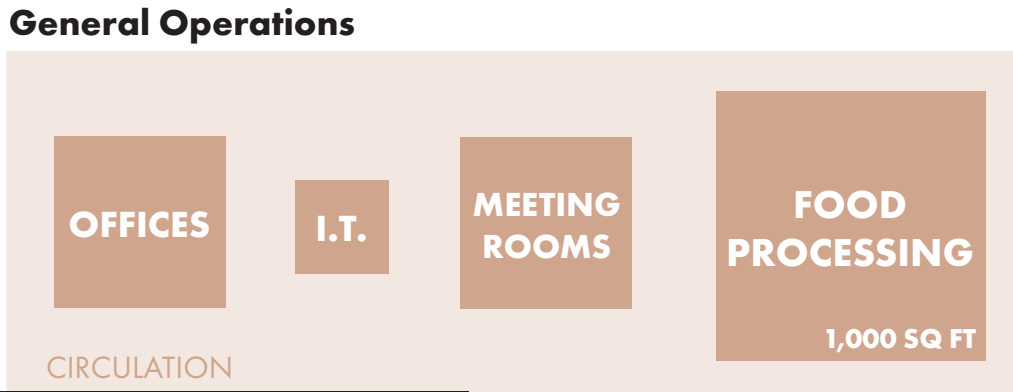 General Operations
OFFICES
I.T.
MEETING
ROOMS
FOOD
PROCESSING
1,000 SQ FT
CIRCULATION